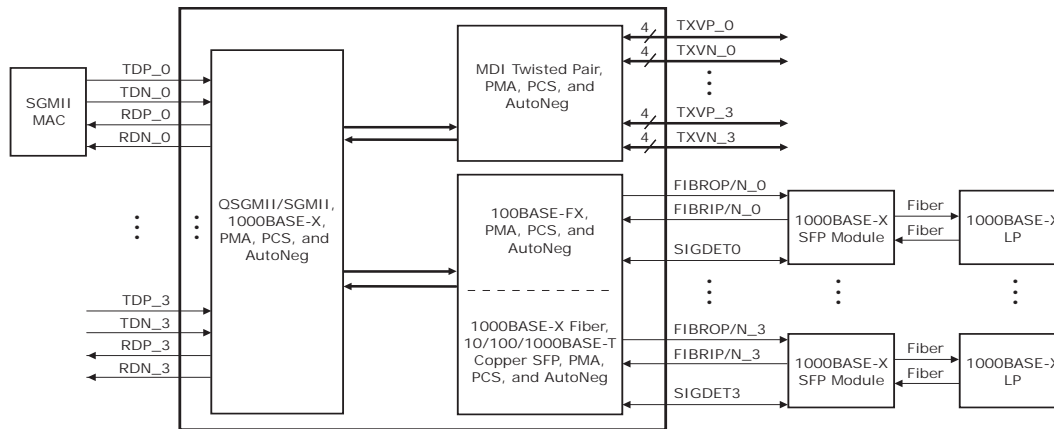 SGMII
MAC
TDP_0
TDN_0
RDP_0
RDN_0
TDP_3
TDN_3
RDP_3
RDN_3
QSGMII/SGMII,
1000BASE-X,
PMA, PCS, and
AutoNeg
MDI Twisted Pair,
PMA, PCS, and
AutoNeg
4
TXVP_0
4
TXVN_0
4
TXVP_3
4
TXVN_3
100BASE-FX,
PMA, PCS, and
AutoNeg
1000BASE-X Fiber,
10/100/1000BASE-T
Copper SFP, PMA,
PCS, and AutoNeg
FIBROP/N_0
FIBRIP/N_0
SIGDET0
1000BASE-X
SFP Module
Fiber
Fiber
1000BASE-X
LP
FIBROP/N_3
FIBRIP/N_3
SIGDET3
1000BASE-X
SFP Module
Fiber
Fiber
1000BASE-X
LP